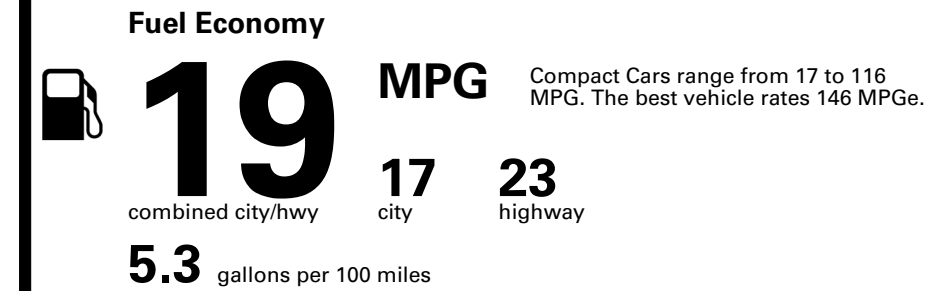 Fuel Economy
19 MPG
Compact Cars range from 17 to 116
MPG. The best vehicle rates 146 MPGe.
17 23
combined city/hwy city highway
5.3 gallons per 100 miles